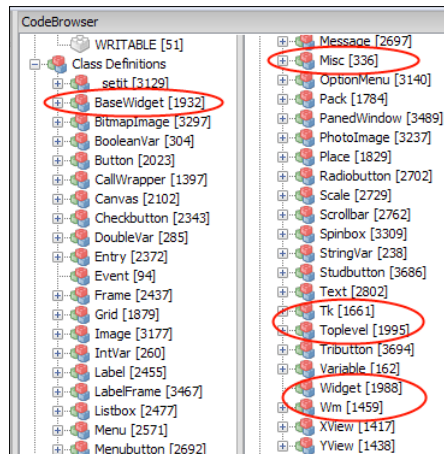 CodeBrowser
WRITABLE [51]
Class Definitions
_setit [3129]
BaseWidget [1932]
BitmapImage [3297]
BooleanVar [304]
Button [2023]
CallWrapper [1397]
Canvas [2102]
Checkbutton [2343]
DoubleVar [285]
Entry [2372]
Event [94]
Frame [2437]
Grid [1879]
Image [3177]
IntVar [260]
Label [2455]
LabelFrame [3467]
Listbox [2477]
Menu [2571]
Menubutton [2692]
Message [2697]
Misc [336]
OptionMenu [3140]
Pack [1784]
PanedWindow [3489]
PhotoImage [3237]
Place [1829]
Radiobutton [2702]
Scale [2729]
Scrollbar [2762]
Spinbox [3309]
StringVar [238]
Studbutton [3686]
Text [2802]
Tk [1661]
Toplevel [1995]
Tributton [3694]
Variable [162]
Widget [1988]
Wm [1459]
XView [1417]
YView [1438]